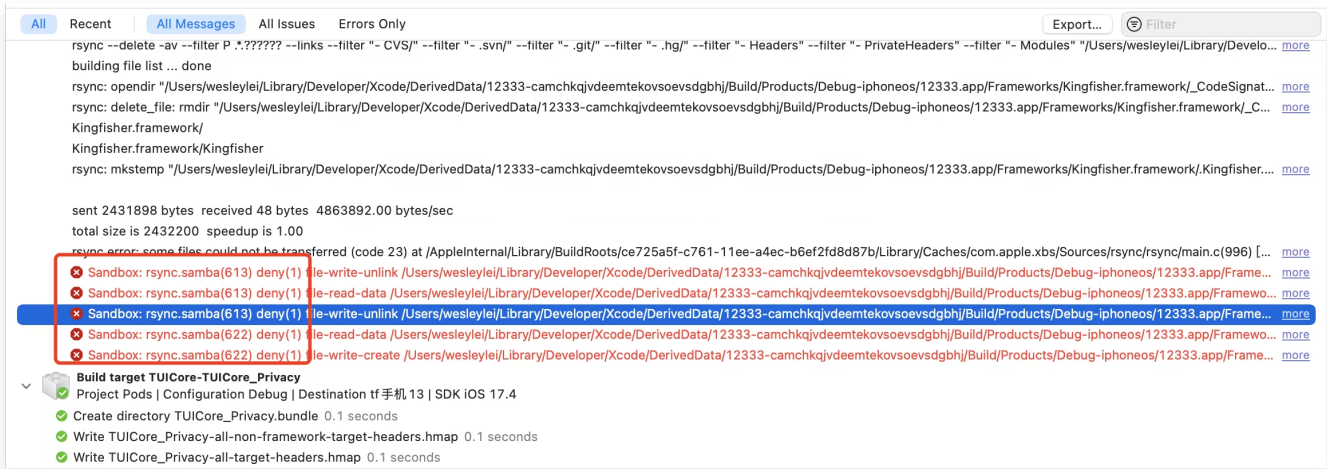 All Recent All Messages All Issues Errors Only Export... Filter
rsync --delete -av --filter P .*.?????? --links --filter "- CVS/" --filter "- .svn/" --filter "- .git/" --filter "- .hg/" --filter "- Headers" --filter "- PrivateHeaders" --filter "- Modules" "/Users/wesleylei/Library/Develo... more
building file list ... done
rsync: opendir "/Users/wesleylei/Library/Developer/Xcode/DerivedData/12333-camchkqjvdeemtekovsoevsdgbhj/Build/Products/Debug-iphoneos/12333.app/Frameworks/Kingfisher.framework/_CodeSignat... more
rsync: delete_file: rmdir "/Users/wesleylei/Library/Developer/Xcode/DerivedData/12333-camchkqjvdeemtekovsoevsdgbhj/Build/Products/Debug-iphoneos/12333.app/Frameworks/Kingfisher.framework/_C... more
Kingfisher.framework/
Kingfisher.framework/Kingfisher
rsync: mkstemp "/Users/wesleylei/Library/Developer/Xcode/DerivedData/12333-camchkqjvdeemtekovsoevsdgbhj/Build/Products/Debug-iphoneos/12333.app/Frameworks/Kingfisher.framework/.Kingfisher.... more
sent 2431898 bytes received 48 bytes 4863892.00 bytes/sec
total size is 2432200 speedup is 1.00
rsync error: some files could not be transferred (code 23) at /AppleInternal/Library/BuildRoots/ce725a5f-c761-11ee-a4ec-b6ef2fd8d87b/Library/Caches/com.apple.xbs/Sources/rsync/rsync/main.c(996) [... more
Sandbox: rsync.samba(613) deny(1) file-write-unlink /Users/wesleylei/Library/Developer/Xcode/DerivedData/12333-camchkqjvdeemtekovsoevsdgbhj/Build/Products/Debug-iphoneos/12333.app/Frame... more
Sandbox: rsync.samba(613) deny(1) file-read-data /Users/wesleylei/Library/Developer/Xcode/DerivedData/12333-camchkqjvdeemtekovsoevsdgbhj/Build/Products/Debug-iphoneos/12333.app/Framewo... more
Sandbox: rsync.samba(613) deny(1) file-write-unlink /Users/wesleylei/Library/Developer/Xcode/DerivedData/12333-camchkqjvdeemtekovsoevsdgbhj/Build/Products/Debug-iphoneos/12333.app/Frame... more
Sandbox: rsync.samba(622) deny(1) file-read-data /Users/wesleylei/Library/Developer/Xcode/DerivedData/12333-camchkqjvdeemtekovsoevsdgbhj/Build/Products/Debug-iphoneos/12333.app/Framewo... more
Sandbox: rsync.samba(622) deny(1) file-write-create /Users/wesleylei/Library/Developer/Xcode/DerivedData/12333-camchkqjvdeemtekovsoevsdgbhj/Build/Products/Debug-iphoneos/12333.app/Frame... more
Build target TUICore-TUICore_Privacy
Project Pods | Configuration Debug | Destination tf手机13 | SDK iOS 17.4
Create directory TUICore_Privacy.bundle 0.1 seconds
Write TUICore_Privacy-all-non-framework-target-headers.hmap 0.1 seconds
Write TUICore_Privacy-all-target-headers.hmap 0.1 seconds